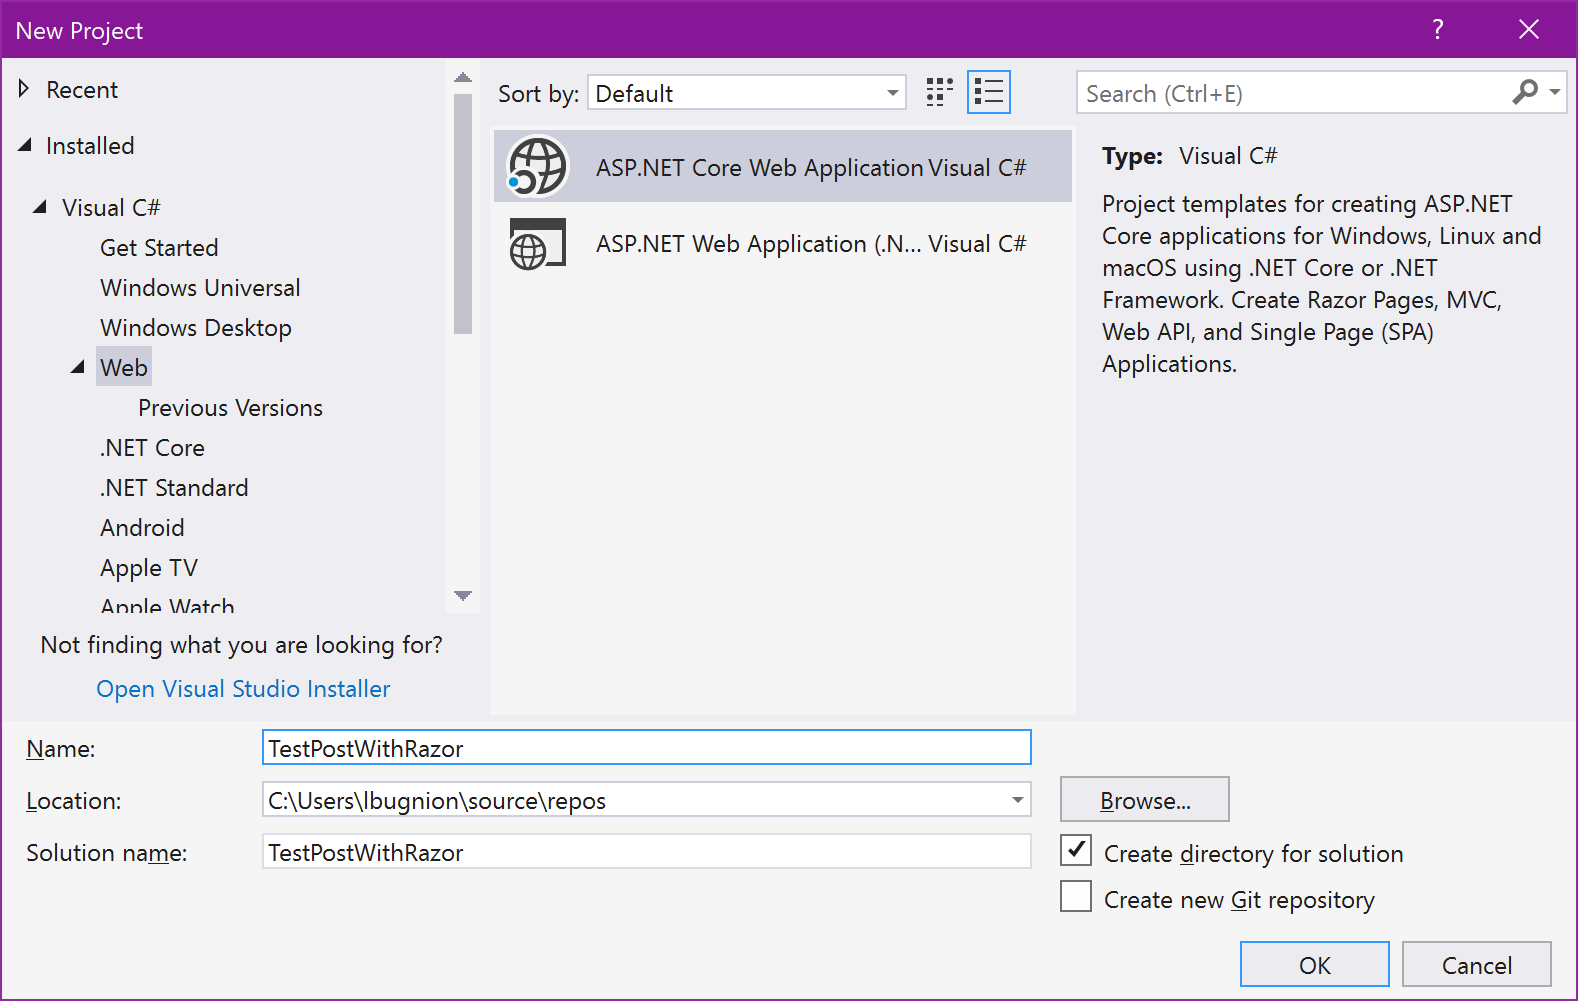 New Project
?
Recent
Installed
Visual C#
Get Started
Windows Universal
Windows Desktop
Web
Previous Versions
.NET Core
.NET Standard
Android
Apple TV
Apple Watch
Not finding what you are looking for?
Open Visual Studio Installer
Sort by: Default
ASP.NET Core Web Application Visual C#
ASP.NET Web Application (.N... Visual C#
Search (Ctrl+E)
Type: Visual C#
Project templates for creating ASP.NET
Core applications for Windows, Linux and
macOS using .NET Core or .NET
Framework. Create Razor Pages, MVC,
Web API, and Single Page (SPA)
Applications.
Name: TestPostWithRazor
Location: C:\Users\lbugnion\source\repos
Browse...
Solution name: TestPostWithRazor
Create directory for solution
Create new Git repository
OK
Cancel